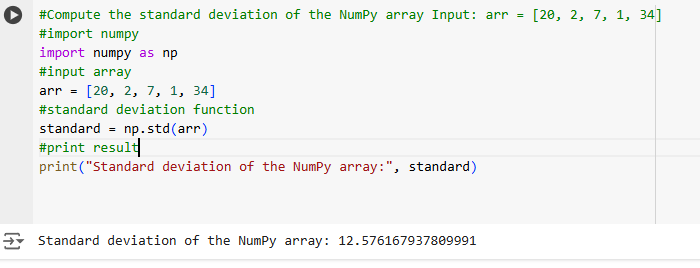 #Compute the standard deviation of the NumPy array Input: arr = [20, 2, 7, 1, 34]
#import numpy
import numpy as np
#input array
arr = [20, 2, 7, 1, 34]
#standard deviation function
standard = np.std(arr)
#print result
print("Standard deviation of the NumPy array:", standard)
Standard deviation of the NumPy array: 12.576167937809991